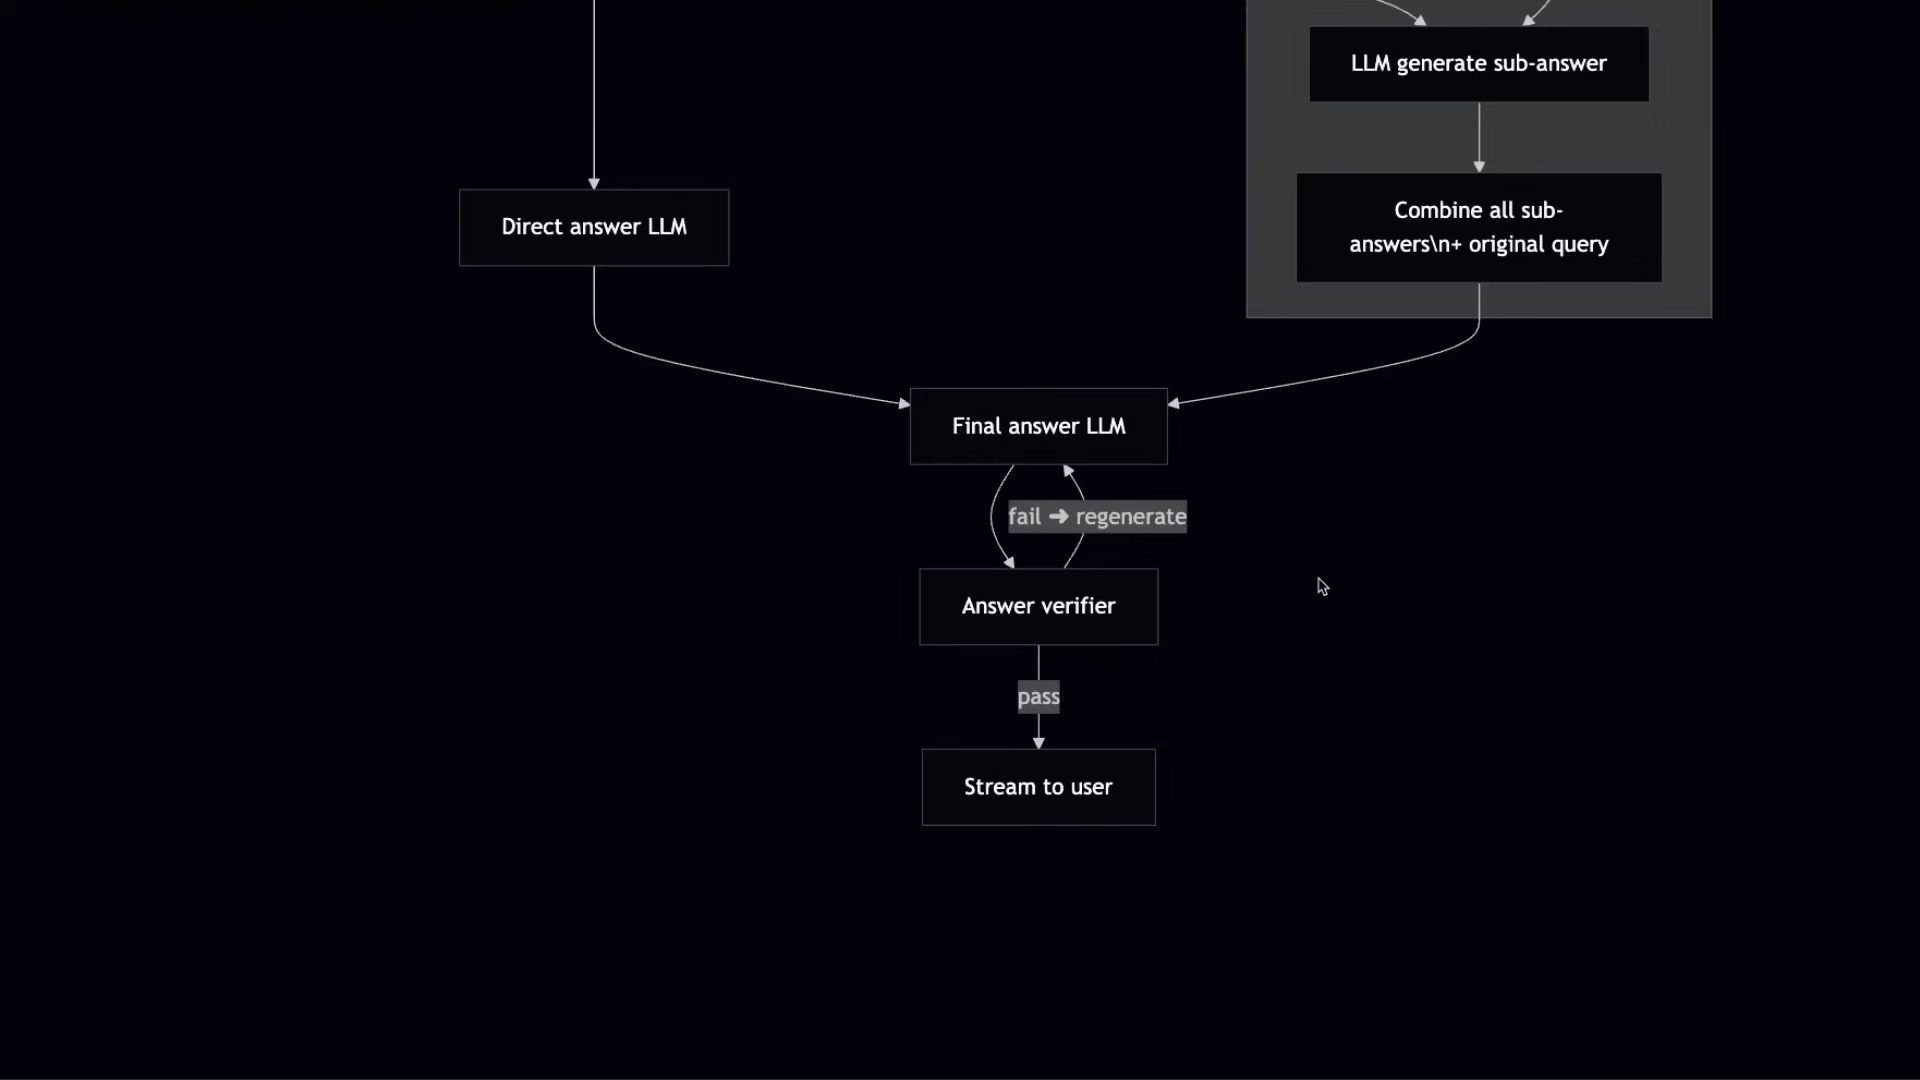 LLM generate sub-answer
Combine all sub-
answers\n+ original query
Direct answer LLM
Final answer LLM
fail ➜ regenerate
Answer verifier
pass
Stream to user